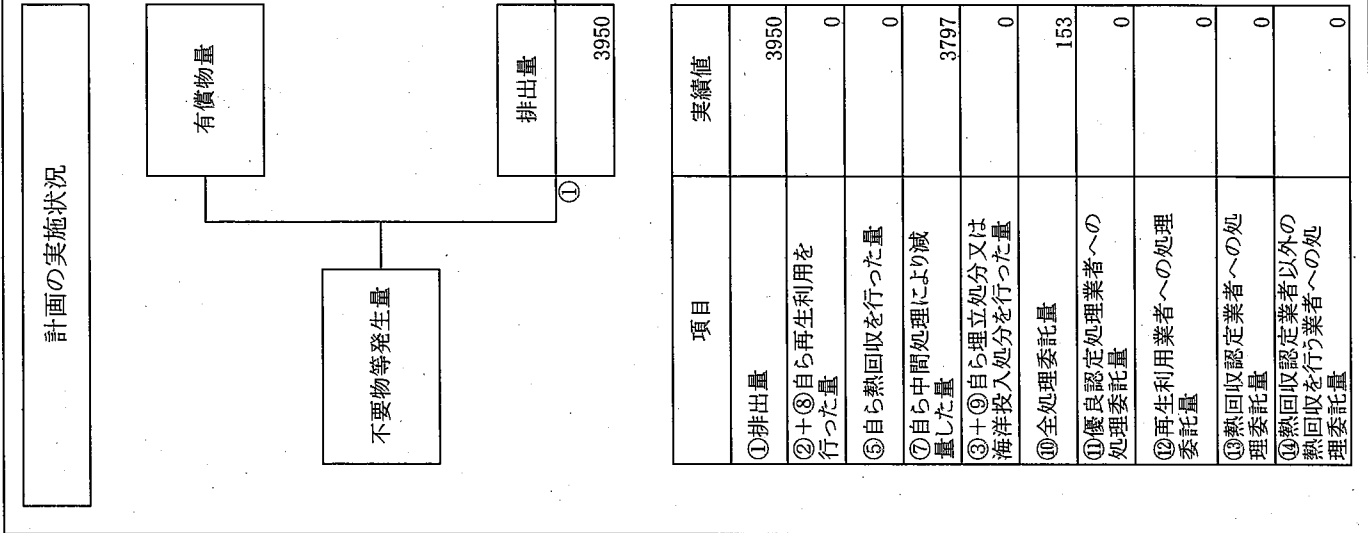 計画の実施状況
有償物量
不要物等発生量
排出量
①
3950
項目 実績値
①排出量 3950
②+⑧自ら再生利用を
行った量 0
⑤自ら熱回収を行った量 0
⑦自ら中間処理により減
量した量 3797
③+⑨自ら埋立処分又は
海洋投入処分を行った量 0
⑩全処理委託量 153
⑪優良認定処理業者への
処理委託量 0
⑫再生利用業者への処理
委託量 0
⑬熱回収認定業者への処
理委託量 0
⑭熱回収認定業者以外の
熱回収を行う業者への処
理委託量 0